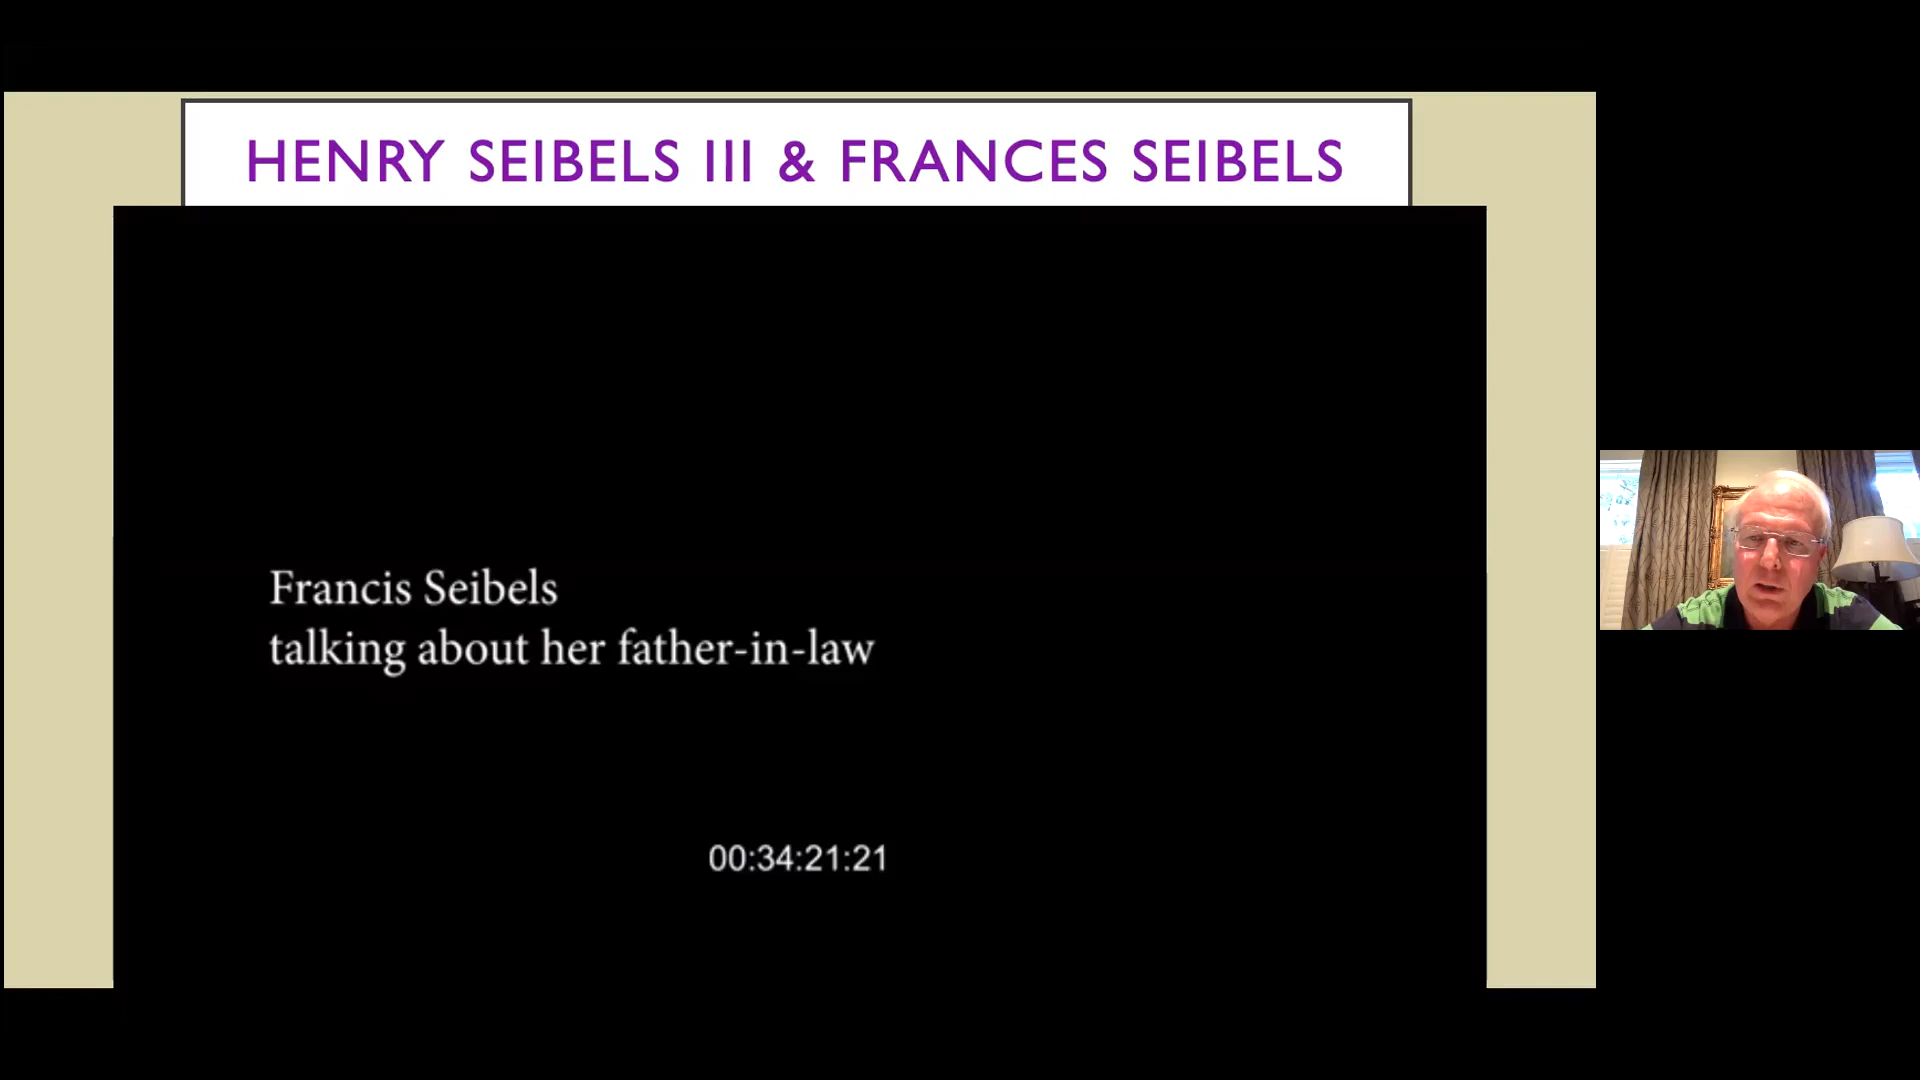 HENRY SEIBELS III & FRANCES SEIBELS
Francis Seibels
talking about her father-in-law
00:34:21:21